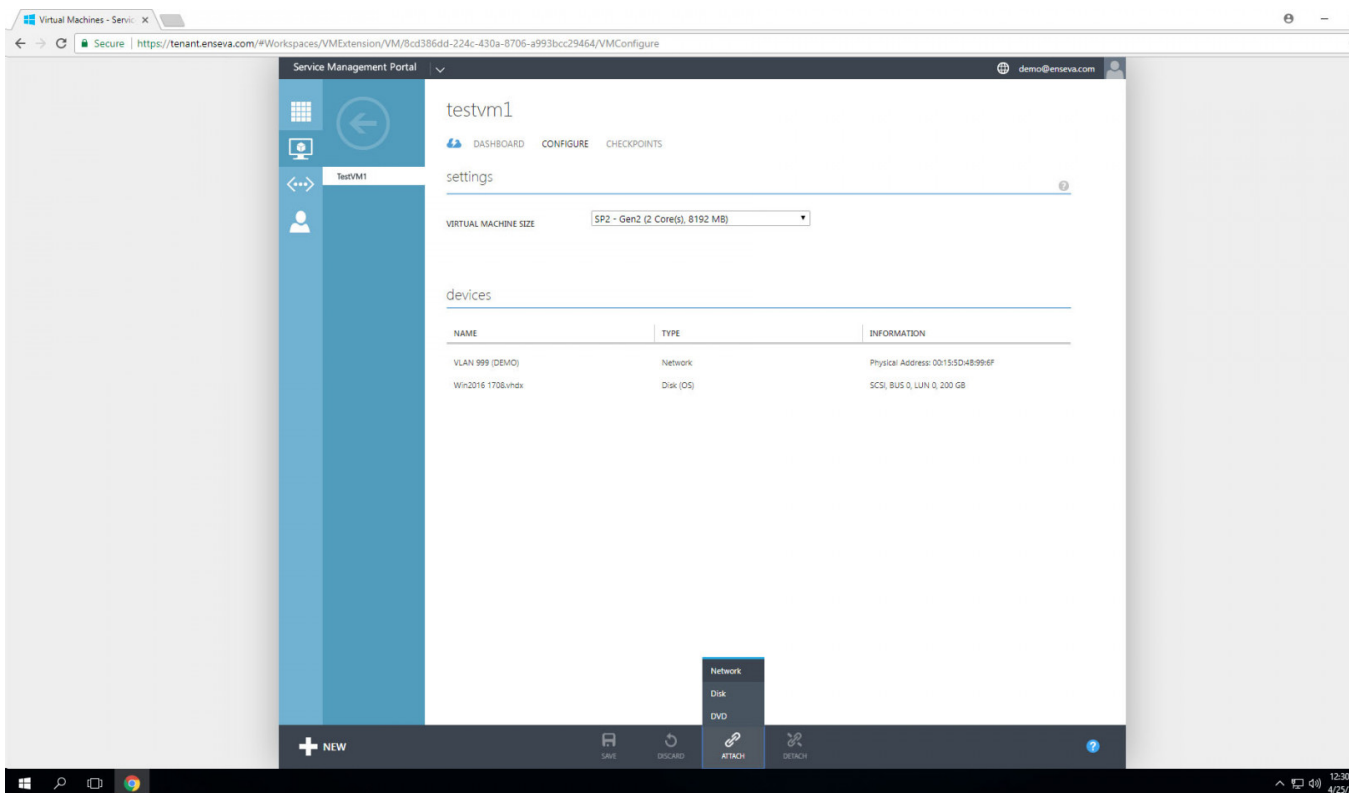 Virtual Machines - Servic
Secure | https://tenant.enseva.com/#Workspaces/VMExtension/VM/8cd386dd-224c-430a-8706-a993bcc29464/VMConfigure
Service Management Portal
demo@enseva.com
testvm1
DASHBOARD CONFIGURE CHECKPOINTS
TestVM1
settings
?
VIRTUAL MACHINE SIZE SP2 - Gen2 (2 Core(s), 8192 MB)
devices
NAME TYPE INFORMATION
VLAN 999 (DEMO) Network Physical Address: 00:15:5D:4B:99:6F
Win2016 1708.vhdx Disk (OS) SCSI, BUS 0, LUN 0, 200 GB
Network
Disk
DVD
NEW SAVE DISCARD ATTACH DETACH ?
12:30
4/25/